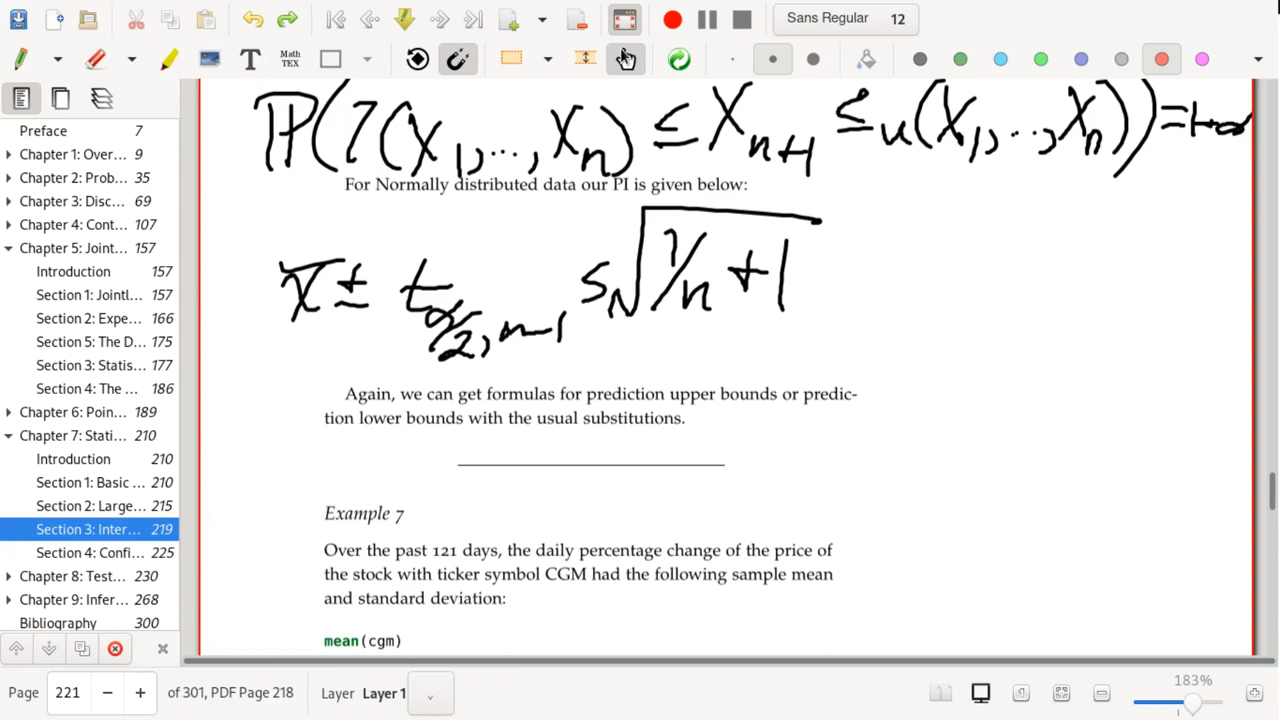 Sans Regular 12
T Math TEX
Preface 7
Chapter 1: Over... 9
Chapter 2: Prob... 35
Chapter 3: Disc... 69
Chapter 4: Cont... 107
Chapter 5: Joint... 157
Introduction 157
Section 1: Jointl... 157
Section 2: Expe... 166
Section 5: The D... 175
Section 3: Statis... 177
Section 4: The ... 186
Chapter 6: Poin... 189
Chapter 7: Stati... 210
Introduction 210
Section 1: Basic ... 210
Section 2: Large... 215
Section 3: Inter... 219
Section 4: Confi... 225
Chapter 8: Test... 230
Chapter 9: Infer... 268
Bibliography 300
ℙ(l(X₁,...,Xₙ) ≤ Xₙ₊₁ ≤ u(X₁,...,Xₙ)) = 1-α
For Normally distributed data our PI is given below:
x̄ ± t_{α/2, n-1} s√(1/n + 1)
Again, we can get formulas for prediction upper bounds or predic-
tion lower bounds with the usual substitutions.
Example 7
Over the past 121 days, the daily percentage change of the price of
the stock with ticker symbol CGM had the following sample mean
and standard deviation:
mean(cgm)
Page 221 of 301, PDF Page 218 Layer Layer 1 183%